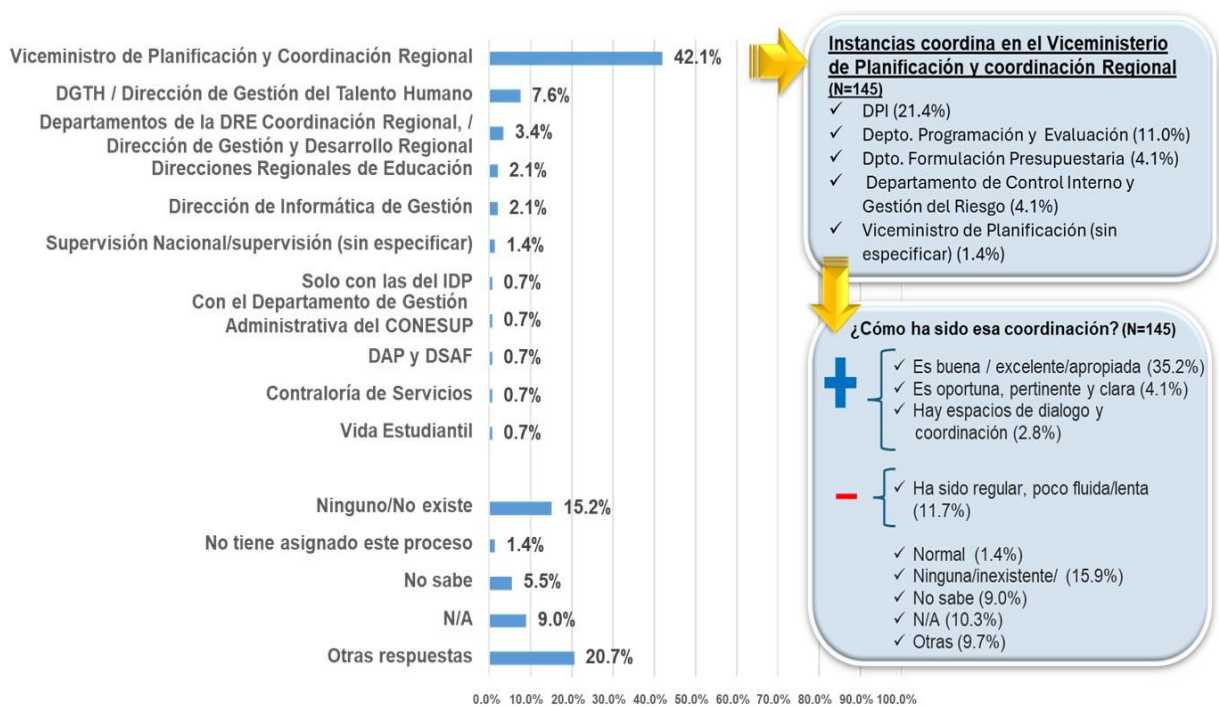 Viceministro de Planificación y Coordinación Regional
42.1%
DGTH / Dirección de Gestión del Talento Humano
7.6%
Departamentos de la DRE Coordinación Regional, /
Dirección de Gestión y Desarrollo Regional
3.4%
Direcciones Regionales de Educación
2.1%
Dirección de Informática de Gestión
2.1%
Supervisión Nacional/supervisión (sin especificar)
1.4%
Solo con las del IDP
0.7%
Con el Departamento de Gestión
Administrativa del CONESUP
0.7%
DAP y DSAF
0.7%
Contraloría de Servicios
0.7%
Vida Estudiantil
0.7%
Ninguno/No existe
15.2%
No tiene asignado este proceso
1.4%
No sabe
5.5%
N/A
9.0%
Otras respuestas
20.7%
0.0% 10.0% 20.0% 30.0% 40.0% 50.0% 60.0% 70.0% 80.0% 90.0% 100.0%
Instancias coordina en el Viceministerio
de Planificación y coordinación Regional
(N=145)
✓ DPI (21.4%)
✓ Depto. Programación y Evaluación (11.0%)
✓ Dpto. Formulación Presupuestaria (4.1%)
✓ Departamento de Control Interno y
Gestión del Riesgo (4.1%)
✓ Viceministro de Planificación (sin
especificar) (1.4%)
¿Cómo ha sido esa coordinación? (N=145)
✓ Es buena / excelente/apropiada (35.2%)
✓ Es oportuna, pertinente y clara (4.1%)
✓ Hay espacios de dialogo y
coordinación (2.8%)
✓ Ha sido regular, poco fluida/lenta
(11.7%)
✓ Normal (1.4%)
✓ Ninguna/inexistente/ (15.9%)
✓ No sabe (9.0%)
✓ N/A (10.3%)
✓ Otras (9.7%)